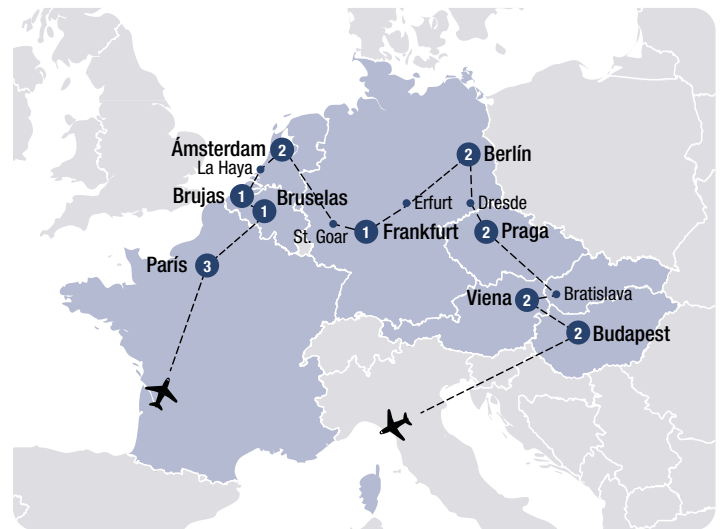 Ámsterdam 2
La Haya
Brujas 1
1 Bruselas
París 3
St. Goar
1 Frankfurt
Erfurt
2 Berlín
Dresde
2 Praga
Bratislava
Viena 2
2 Budapest